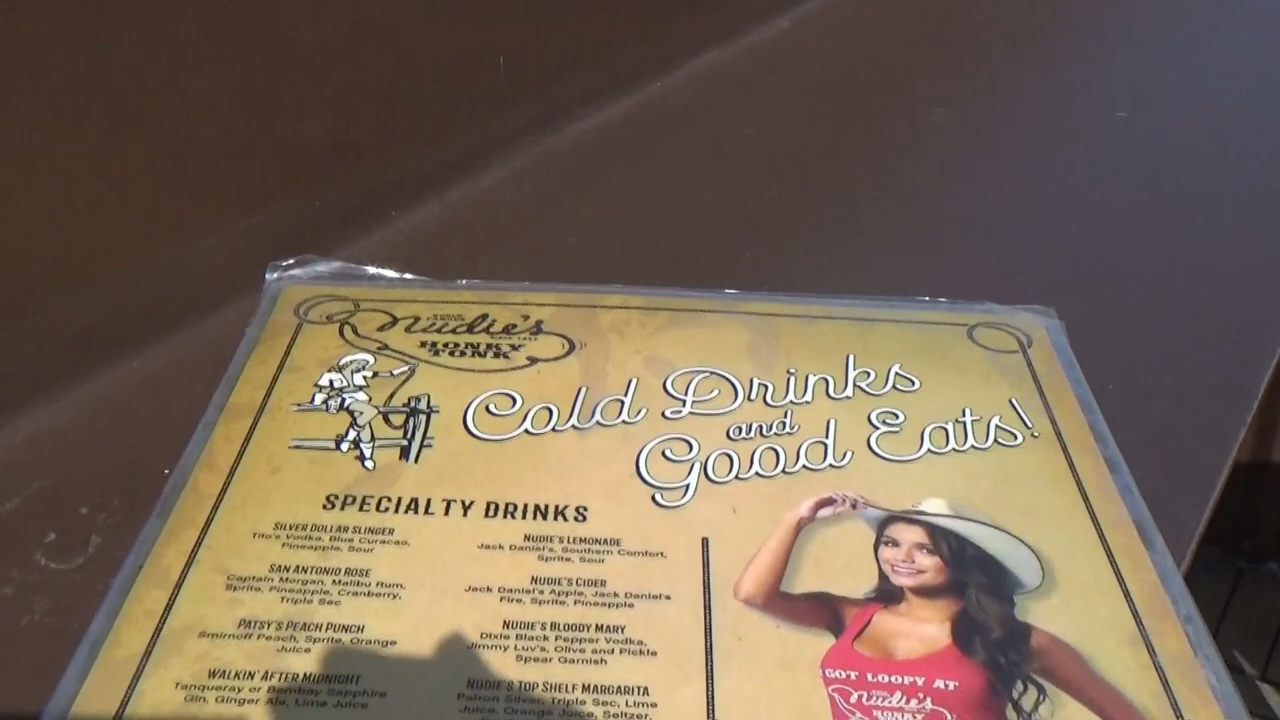 WORLD FAMOUS
Nudie's
HONKY
TONK
Cold Drinks
and
Good Eats!
SPECIALTY DRINKS
SILVER DOLLAR SLINGER
Tito's Vodka, Blue Curacao,
Pineapple, Sour
SAN ANTONIO ROSE
Captain Morgan, Malibu Rum,
Sprite, Pineapple, Cranberry,
Triple Sec
PATSY'S PEACH PUNCH
Smirnoff Peach, Sprite, Orange
Juice
WALKIN' AFTER MIDNIGHT
Tanqueray or Bombay Sapphire
Gin, Ginger Ale, Lime Juice
NUDIE'S LEMONADE
Jack Daniel's, Southern Comfort,
Sprite, Sour
NUDIE'S CIDER
Jack Daniel's Apple, Jack Daniel's
Fire, Sprite, Pineapple
NUDIE'S BLOODY MARY
Dixie Black Pepper Vodka,
Jimmy Luv's, Olive and Pickle
Spear Garnish
NUDIE'S TOP SHELF MARGARITA
Patron Silver, Triple Sec, Lime
Juice, Orange Juice, Seltzer,
GOT LOOPY AT
Nudie's
HONKY